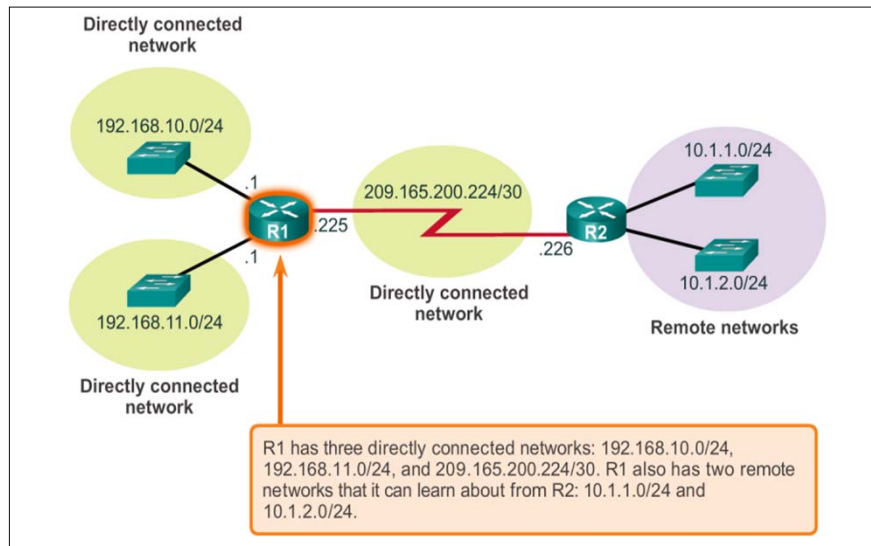 Directly connected
network
192.168.10.0/24
.1
R1
.225
.1
192.168.11.0/24
Directly connected
network
209.165.200.224/30
Directly connected
network
.226
R2
10.1.1.0/24
10.1.2.0/24
Remote networks
R1 has three directly connected networks: 192.168.10.0/24,
192.168.11.0/24, and 209.165.200.224/30. R1 also has two remote
networks that it can learn about from R2: 10.1.1.0/24 and
10.1.2.0/24.